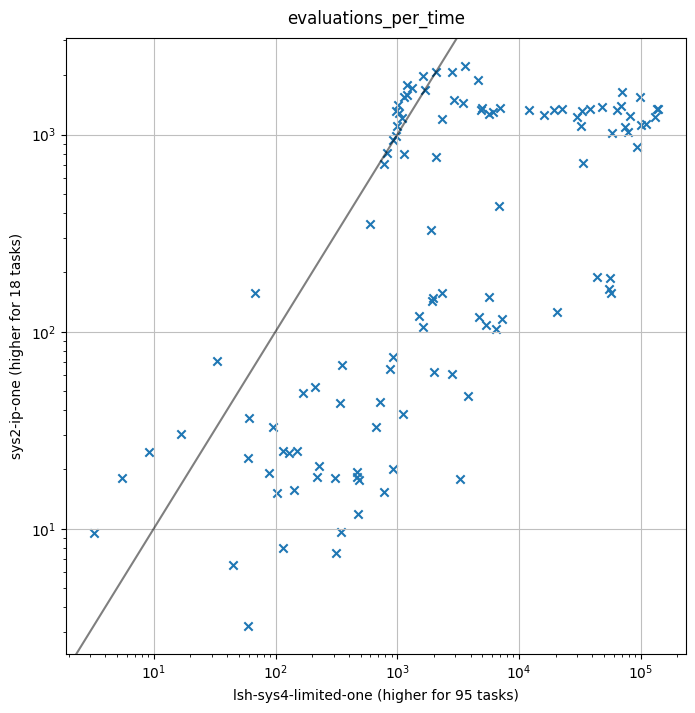 evaluations_per_time
sys2-ip-one (higher for 18 tasks)
10³
10²
10¹
10¹ 10² 10³ 10⁴ 10⁵
lsh-sys4-limited-one (higher for 95 tasks)